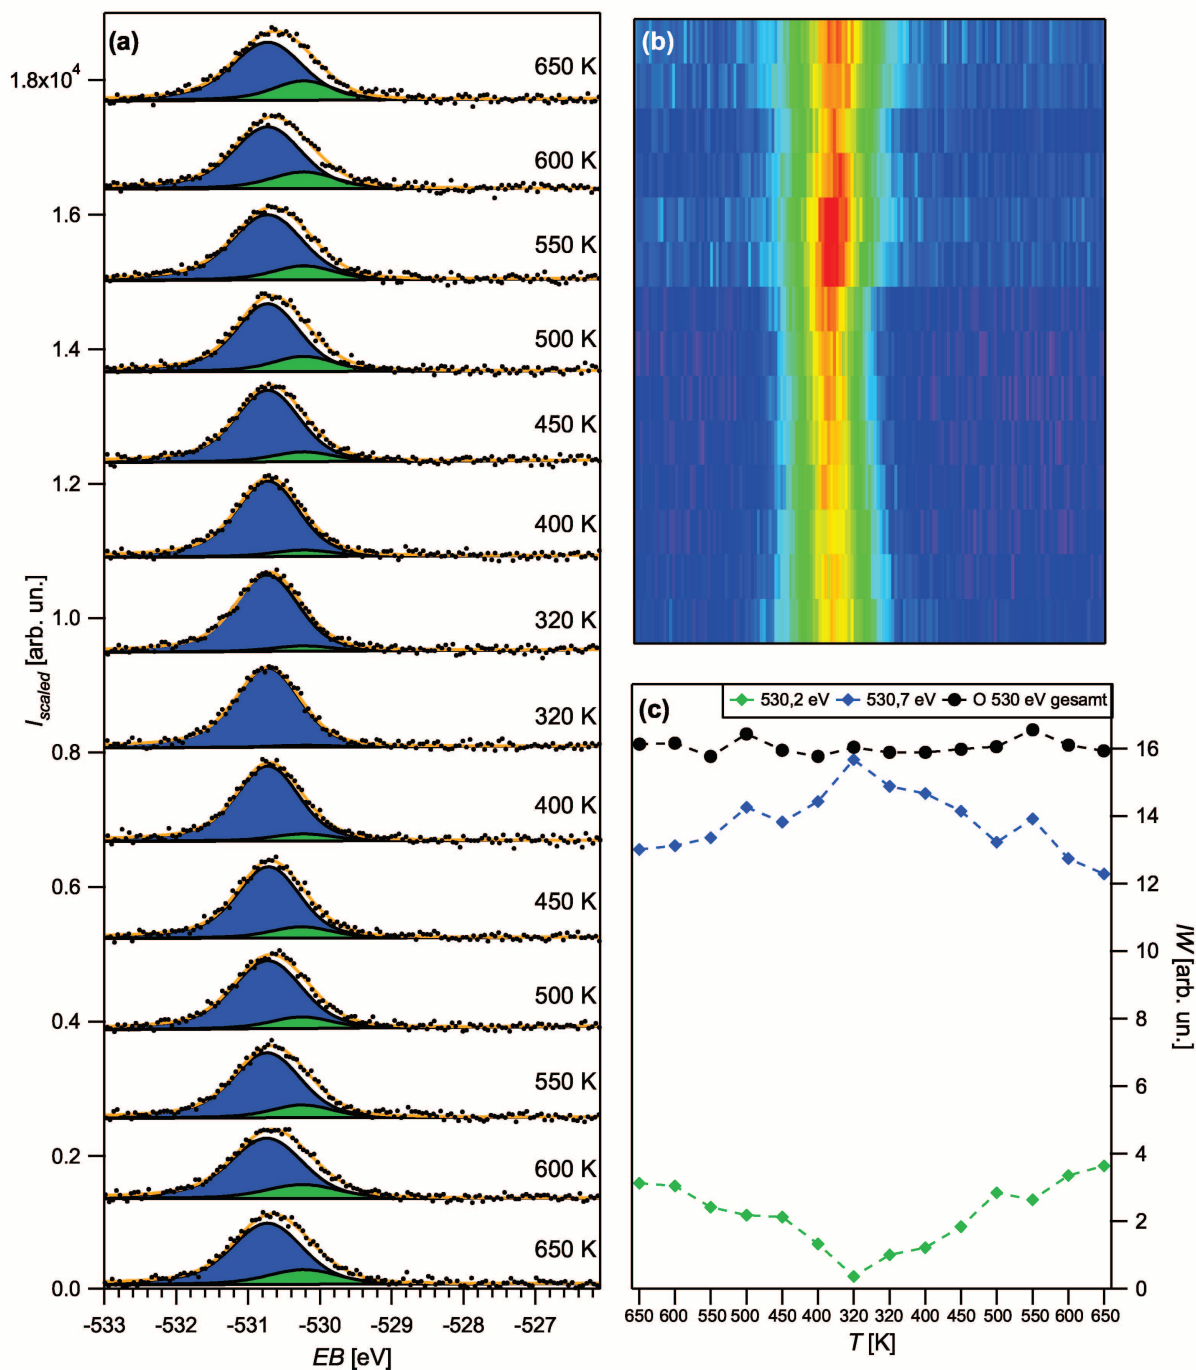 (a)
1.8x10⁴
1.6
1.4
1.2
1.0
0.8
0.6
0.4
0.2
0.0
I_scaled [arb. un.]
650 K
600 K
550 K
500 K
450 K
400 K
320 K
320 K
400 K
450 K
500 K
550 K
600 K
650 K
-533 -532 -531 -530 -529 -528 -527
EB [eV]
(b)
(c)
530,2 eV 530,7 eV O 530 eV gesamt
16
14
12
10
8
6
4
2
0
IW [arb. un.]
650 600 550 500 450 400 320 320 400 450 500 550 600 650
T [K]